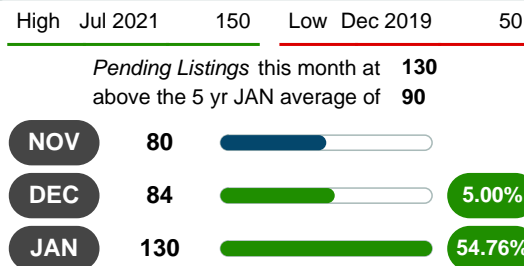 High Jul 2021 150 Low Dec 2019 50
Pending Listings this month at 130
above the 5 yr JAN average of 90
NOV 80
DEC 84 5.00%
JAN 130 54.76%